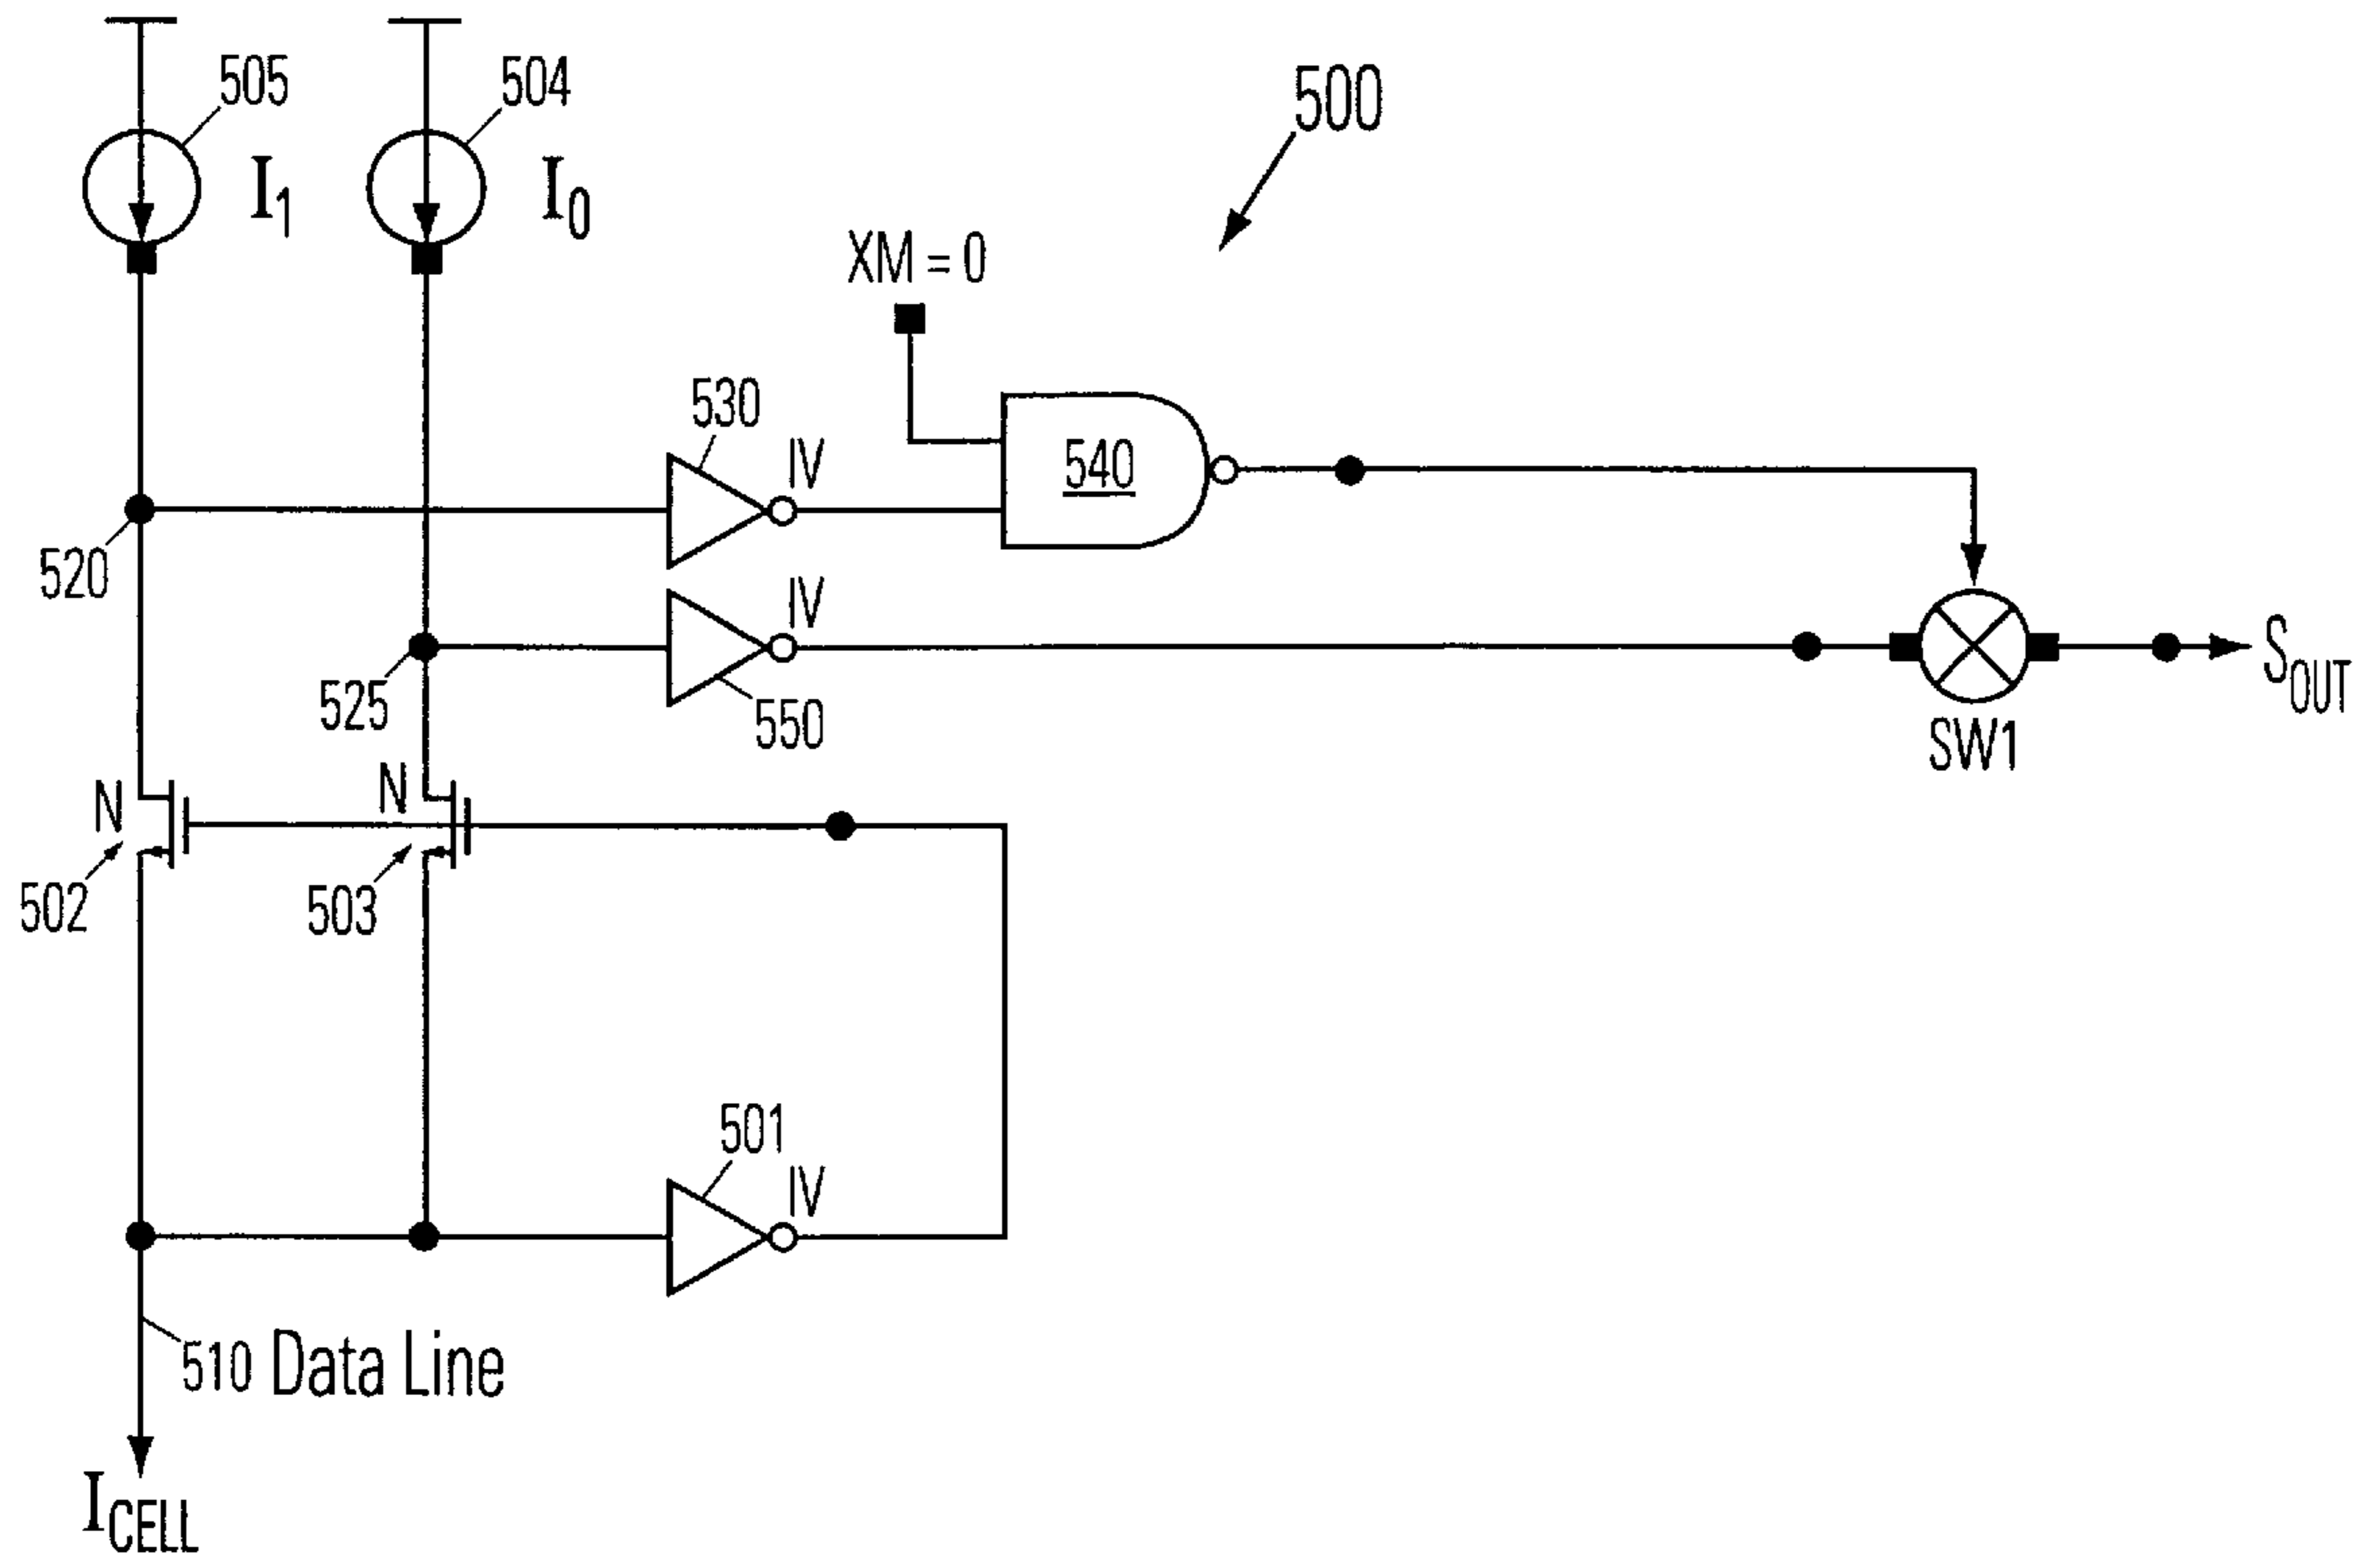 505
504
500
I1
I0
XM = 0
530
IV
540
520
IV
525
550
SOUT
SW1
N
N
502
503
501
IV
510 Data Line
ICELL